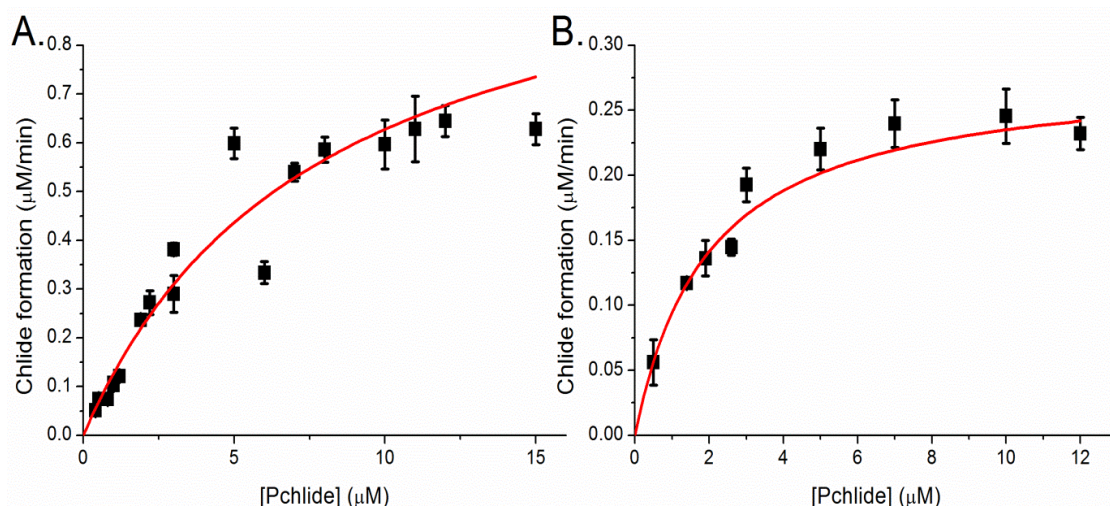 A.
0.8
0.7
0.6
0.5
0.4
0.3
0.2
0.1
0.0
Chlide formation (μM/min)
0 5 10 15
[Pchlide] (μM)
B.
0.30
0.25
0.20
0.15
0.10
0.05
0.00
Chlide formation (μM/min)
0 2 4 6 8 10 12
[Pchlide] (μM)